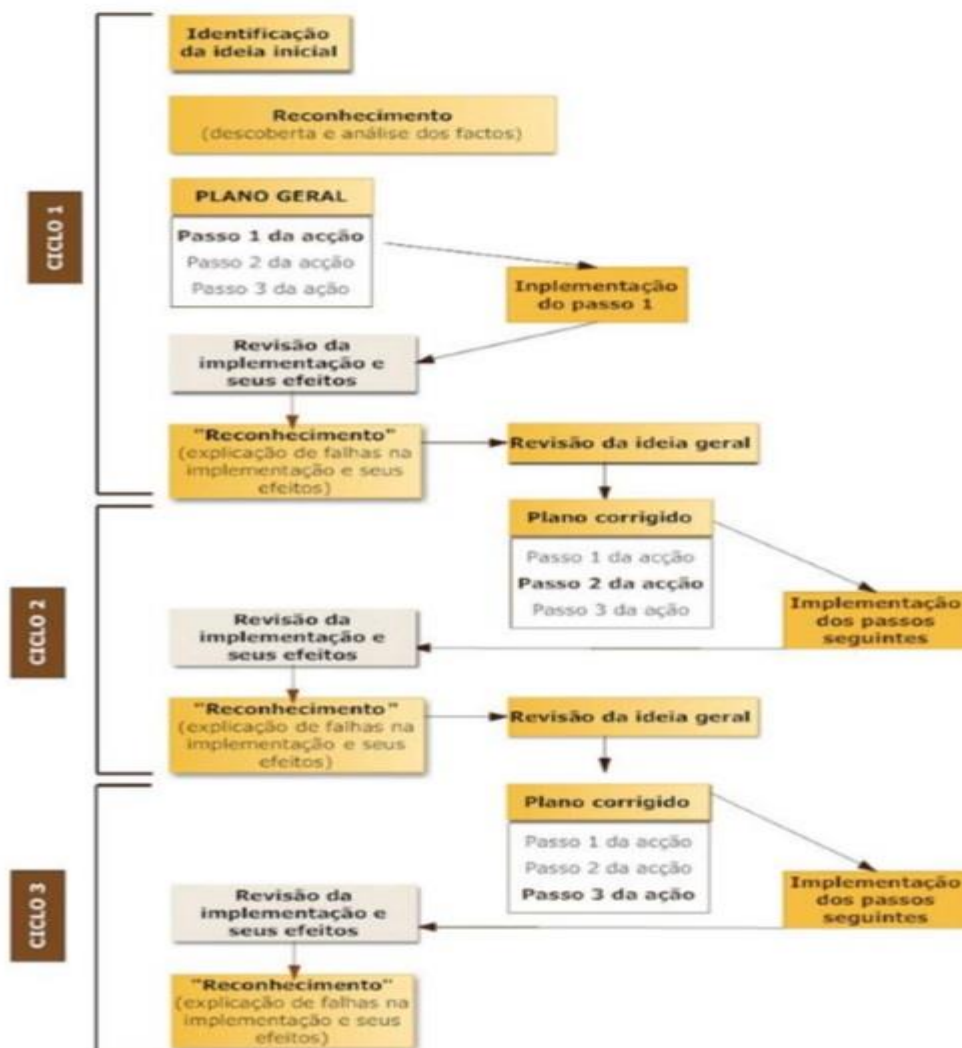 Identificação
da ideia inicial
Reconhecimento
(descoberta e análise dos factos)
CICLO 1
PLANO GERAL
Passo 1 da acção
Passo 2 da acção
Passo 3 da ação
Inplementação
do passo 1
Revisão da
implementação e
seus efeitos
"Reconhecimento"
(explicação de falhas na
implementação e seus
efeitos)
Revisão da ideia geral
CICLO 2
Plano corrigido
Passo 1 da acção
Passo 2 da acção
Passo 3 da ação
Implementação
dos passos
seguintes
Revisão da
implementação e
seus efeitos
"Reconhecimento"
(explicação de falhas na
implementação e seus
efeitos)
Revisão da ideia geral
CICLO 3
Plano corrigido
Passo 1 da acção
Passo 2 da acção
Passo 3 da ação
Implementação
dos passos
seguintes
Revisão da
implementação e
seus efeitos
"Reconhecimento"
(explicação de falhas na
implementação e seus
efeitos)